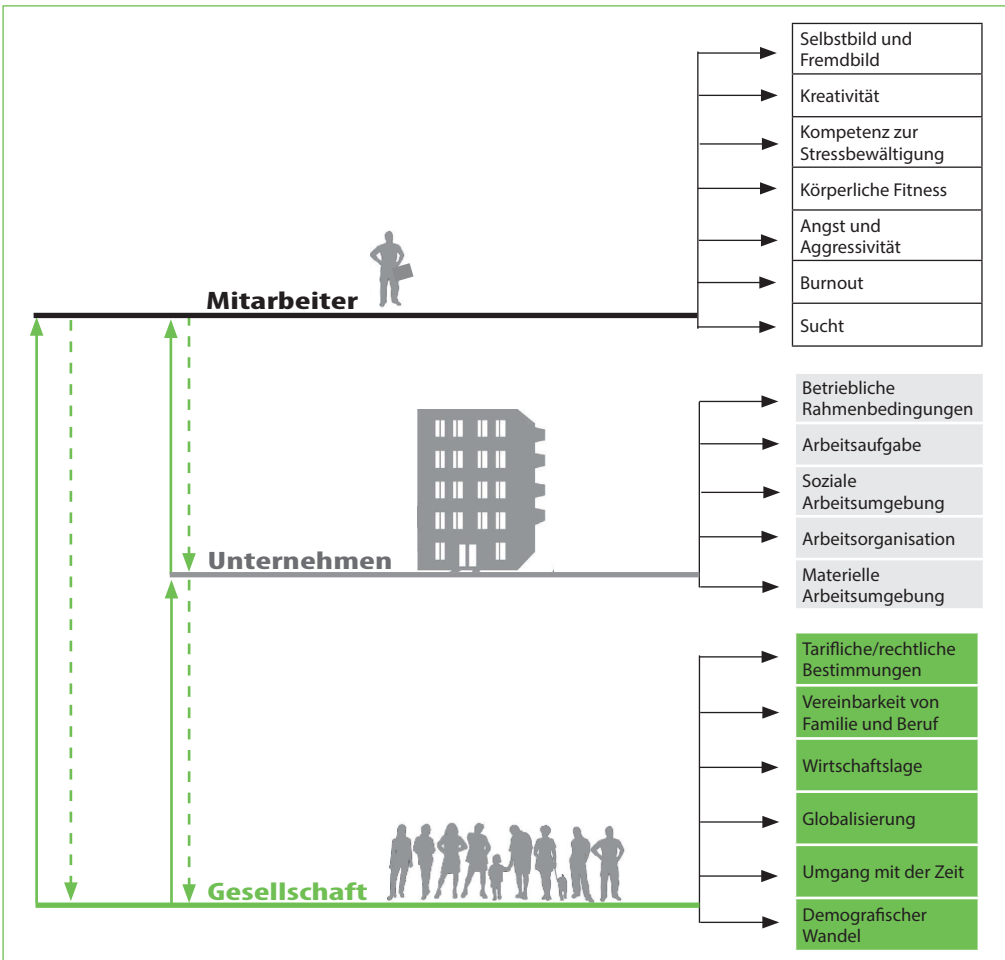 Selbstbild und
Fremdbild
Kreativität
Kompetenz zur
Stressbewältigung
Körperliche Fitness
Angst und
Aggressivität
Burnout
Sucht
Mitarbeiter
Betriebliche
Rahmenbedingungen
Arbeitsaufgabe
Soziale
Arbeitsumgebung
Arbeitsorganisation
Materielle
Arbeitsumgebung
Unternehmen
Tarifliche/rechtliche
Bestimmungen
Vereinbarkeit von
Familie und Beruf
Wirtschaftslage
Globalisierung
Umgang mit der Zeit
Demografischer
Wandel
Gesellschaft